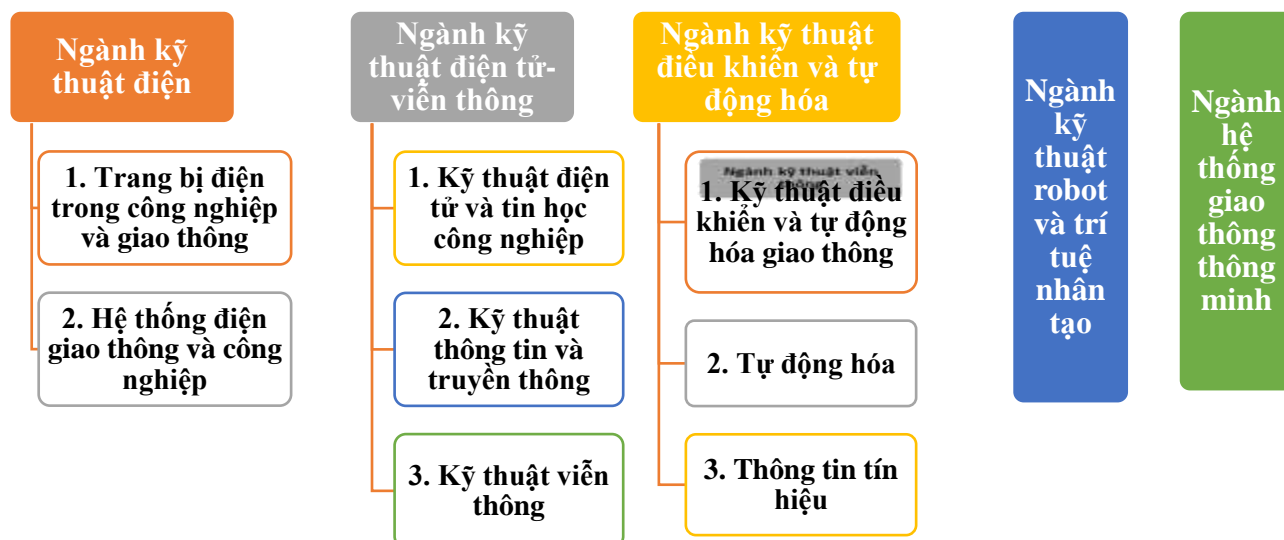 Ngành kỹ
thuật điện
1. Trang bị điện
trong công nghiệp
và giao thông
2. Hệ thống điện
giao thông và công
nghiệp
Ngành kỹ
thuật điện tử-
viễn thông
1. Kỹ thuật điện
tử và tin học
công nghiệp
2. Kỹ thuật
thông tin và
truyền thông
3. Kỹ thuật viễn
thông
Ngành kỹ thuật
điều khiển và tự
động hóa
Ngành kỹ thuật viễn
thông
1. Kỹ thuật điều
khiển và tự động
hóa giao thông
2. Tự động hóa
3. Thông tin tín
hiệu
Ngành
kỹ
thuật
robot
và trí
tuệ
nhân
tạo
Ngành
hệ
thống
giao
thông
thông
minh